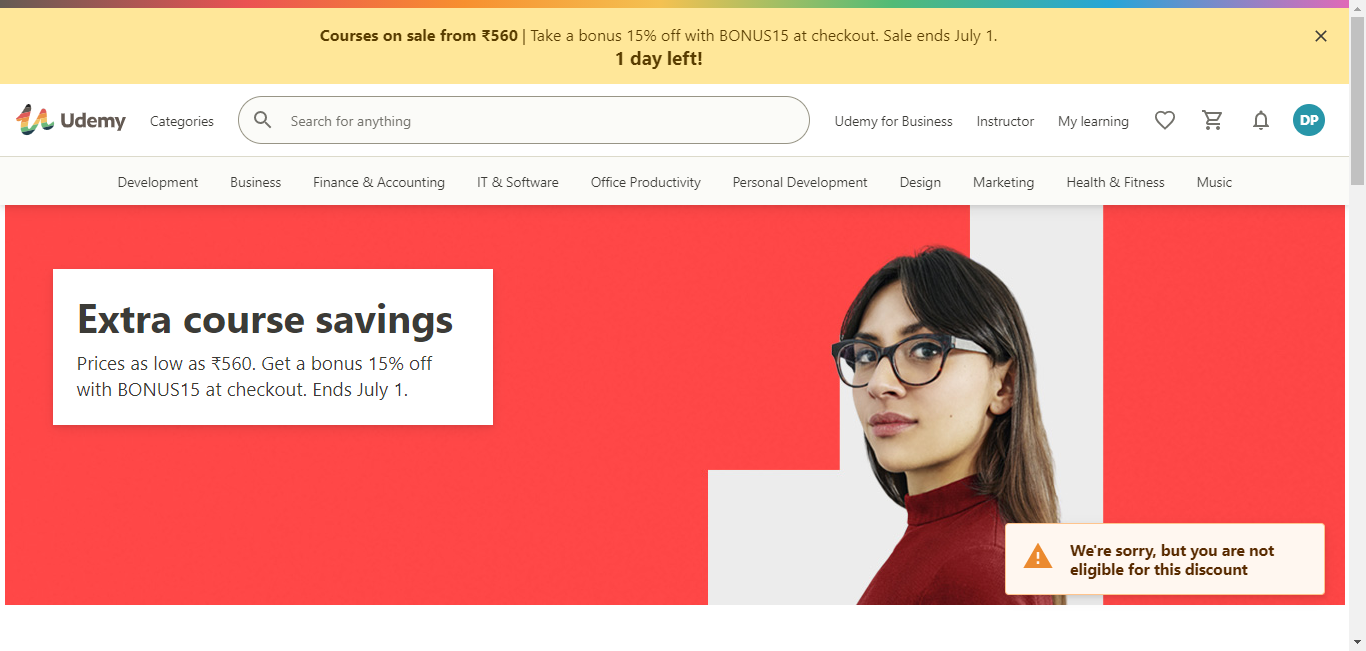 Courses on sale from ₹560 | Take a bonus 15% off with BONUS15 at checkout. Sale ends July 1.
1 day left!
Udemy
Categories
Search for anything
Udemy for Business
Instructor
My learning
DP
Development
Business
Finance & Accounting
IT & Software
Office Productivity
Personal Development
Design
Marketing
Health & Fitness
Music
Extra course savings
Prices as low as ₹560. Get a bonus 15% off
with BONUS15 at checkout. Ends July 1.
We're sorry, but you are not
eligible for this discount